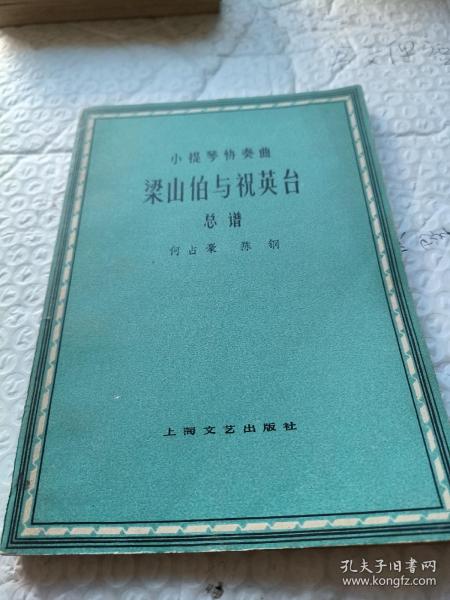 小提琴协奏曲
梁山伯与祝英台
总谱
何占豪 陈钢
上海文艺出版社
孔夫子旧书网
www.kongfz.com